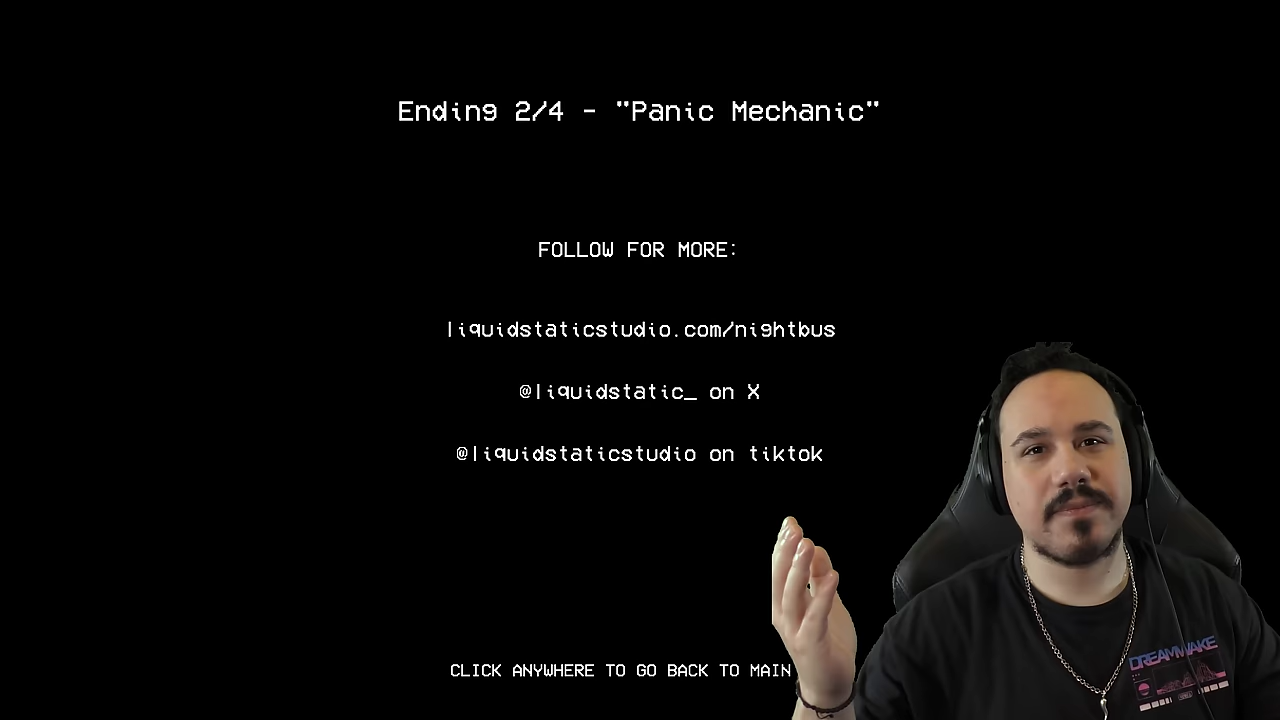 Ending 2/4 - "Panic Mechanic"
FOLLOW FOR MORE:
liquidstaticstudio.com/nightbus
@liquidstatic_ on X
@liquidstaticstudio on tiktok
CLICK ANYWHERE TO GO BACK TO MAIN
DREAMWAKE